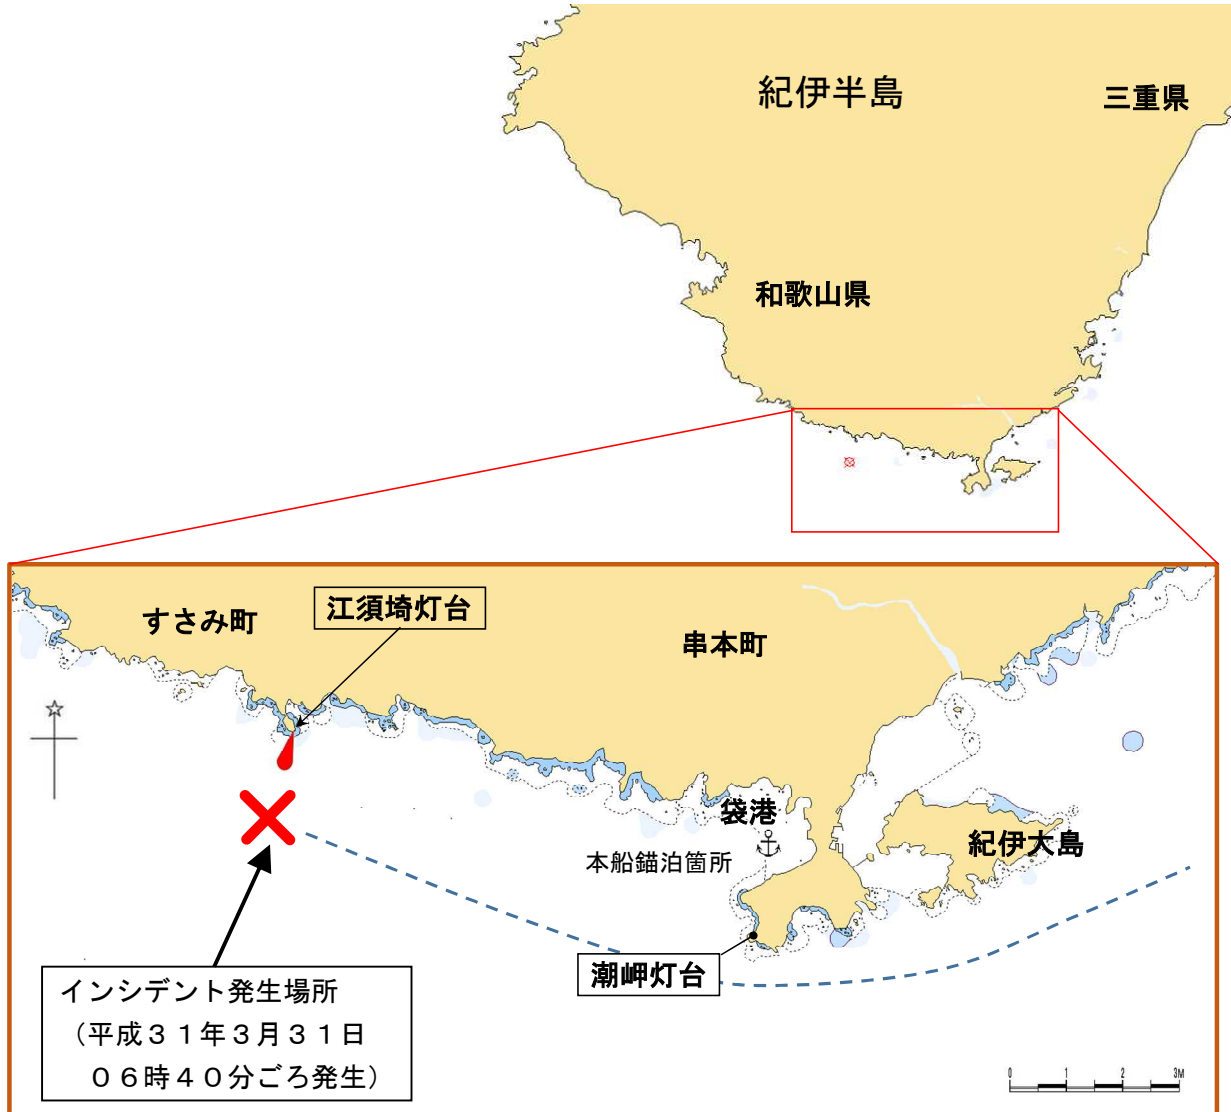 紀伊半島
三重県
和歌山県
すさみ町
江須埼灯台
串本町
袋港
本船錨泊箇所
紀伊大島
潮岬灯台
インシデント発生場所
（平成３１年３月３１日
０６時４０分ごろ発生）
0 1 2 3M